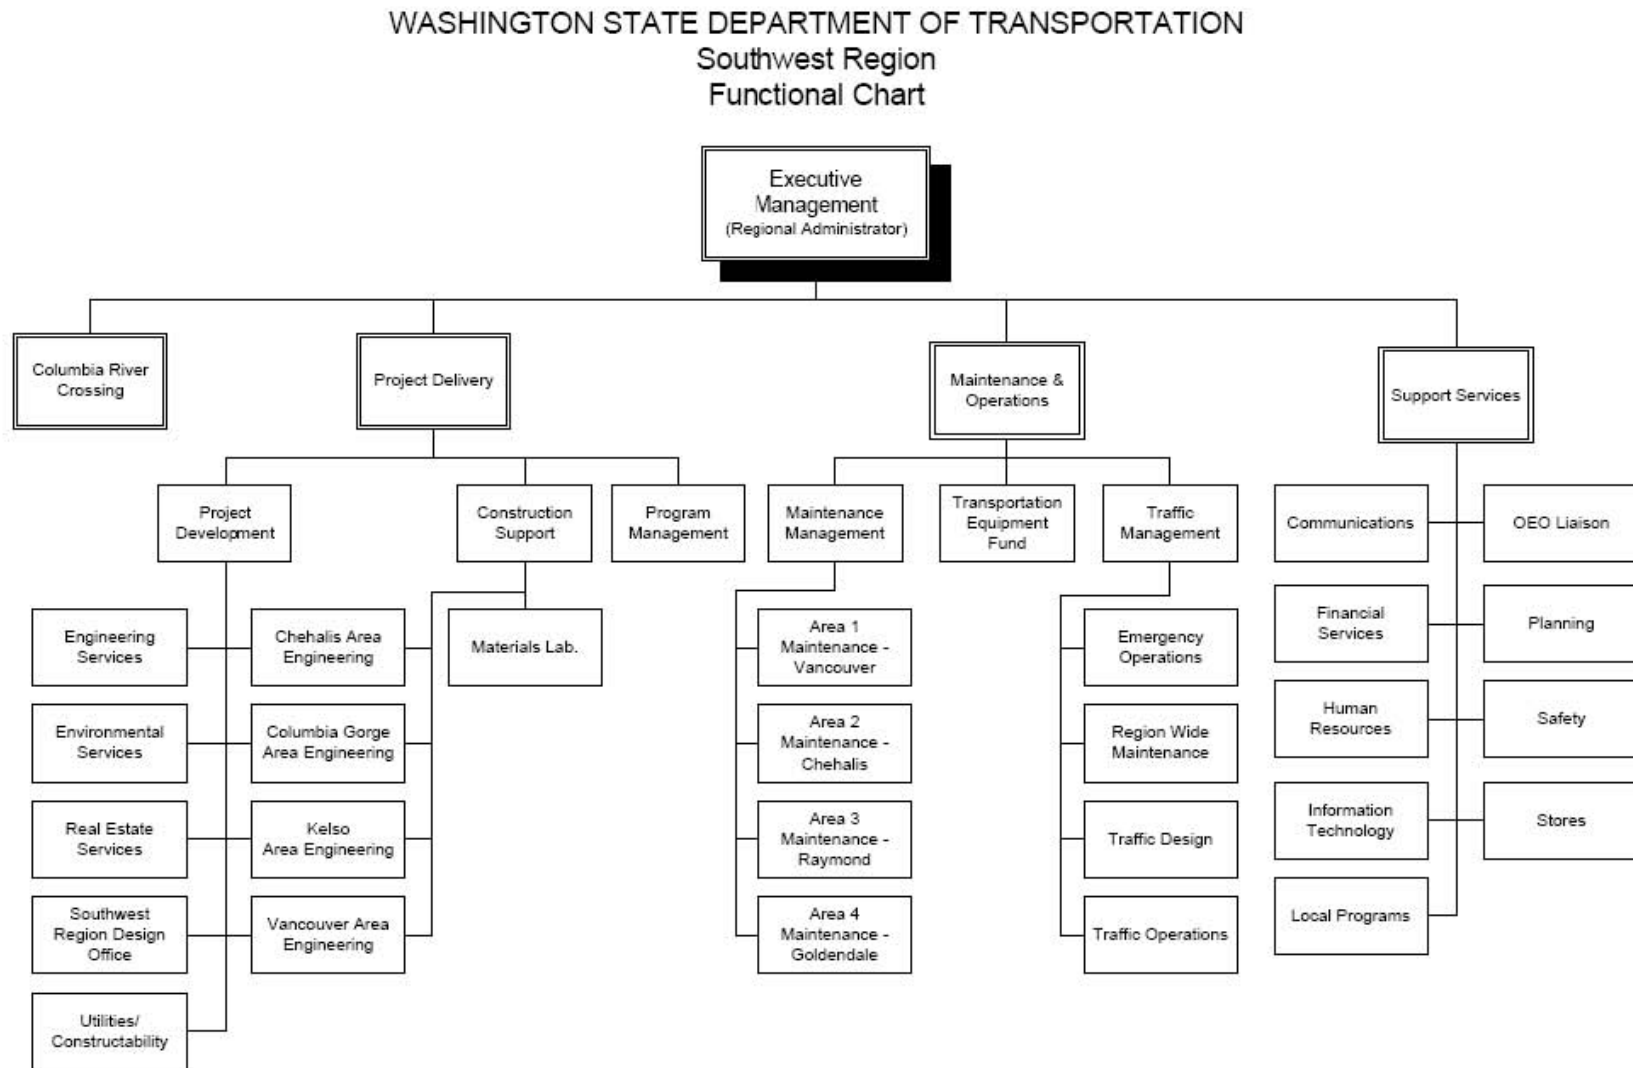 WASHINGTON STATE DEPARTMENT OF TRANSPORTATION
Southwest Region
Functional Chart
Executive
Management
(Regional Administrator)
Columbia River
Crossing
Project Delivery
Maintenance &
Operations
Support Services
Project
Development
Construction
Support
Program
Management
Maintenance
Management
Transportation
Equipment
Fund
Traffic
Management
Communications
OEO Liaison
Engineering
Services
Chehalis Area
Engineering
Materials Lab.
Area 1
Maintenance -
Vancouver
Emergency
Operations
Financial
Services
Planning
Environmental
Services
Columbia Gorge
Area Engineering
Area 2
Maintenance -
Chehalis
Region Wide
Maintenance
Human
Resources
Safety
Real Estate
Services
Kelso
Area Engineering
Area 3
Maintenance -
Raymond
Traffic Design
Information
Technology
Stores
Southwest
Region Design
Office
Vancouver Area
Engineering
Area 4
Maintenance -
Goldendale
Traffic Operations
Local Programs
Utilities/
Constructability